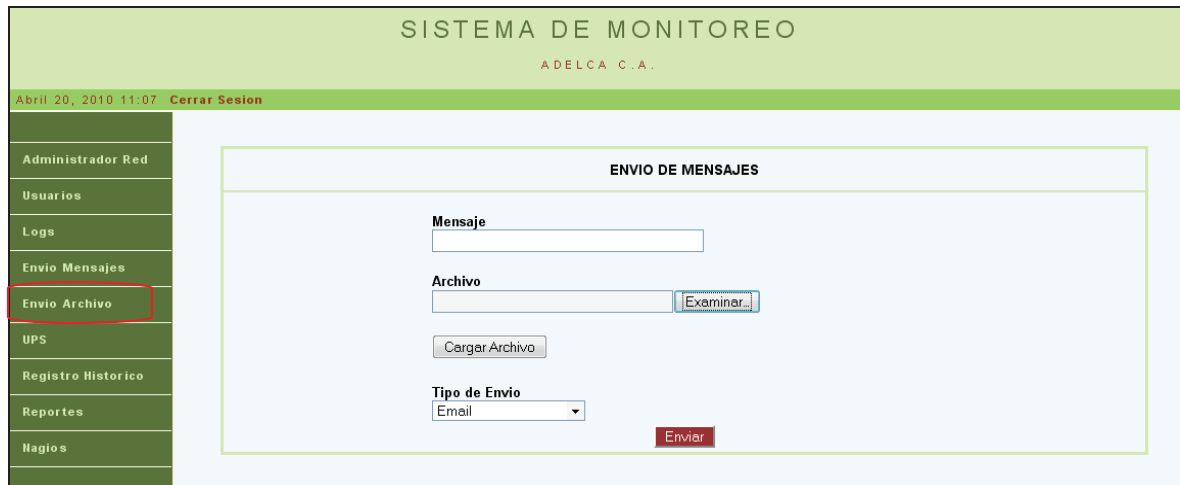 SISTEMA DE MONITOREO
ADELCA C.A.
Abril 20, 2010 11:07 Cerrar Sesion
Administrador Red
Usuarios
Logs
Envio Mensajes
Envio Archivo
UPS
Registro Historico
Reportes
Nagios
ENVIO DE MENSAJES
Mensaje
Archivo
Examinar...
Cargar Archivo
Tipo de Envio
Email
Enviar